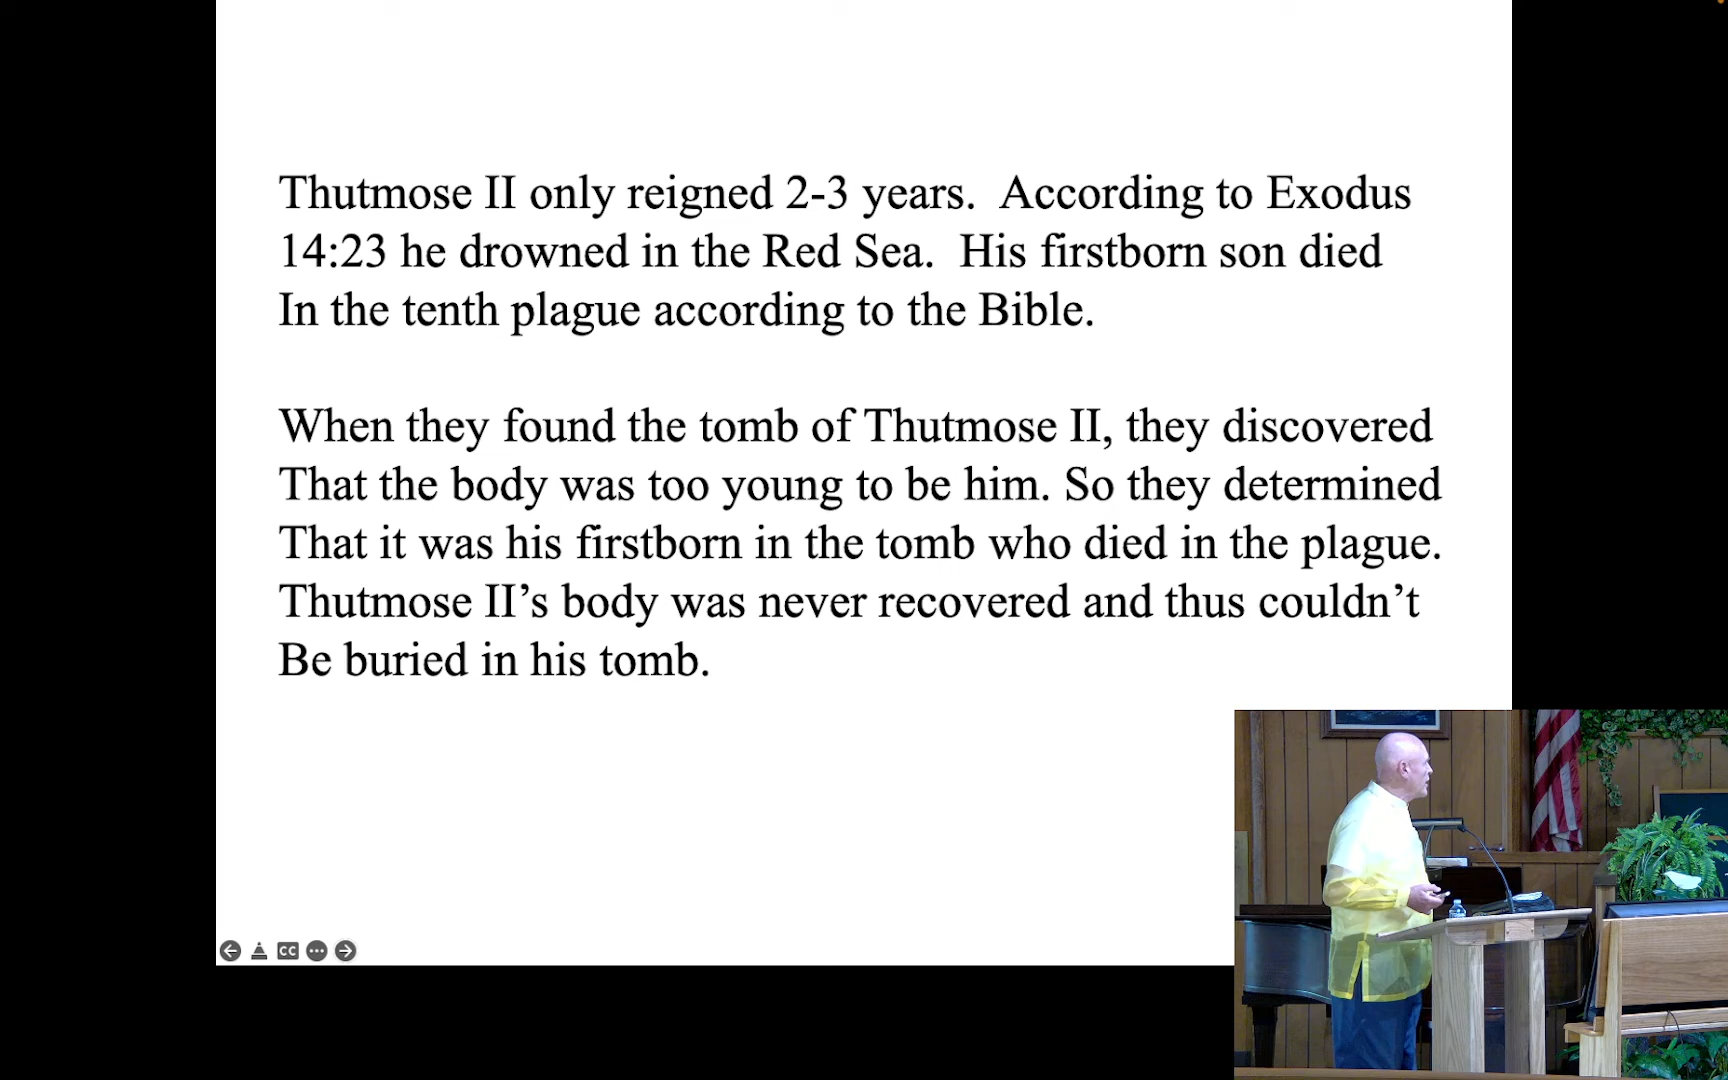 Thutmose II only reigned 2-3 years.  According to Exodus
14:23 he drowned in the Red Sea.  His firstborn son died
In the tenth plague according to the Bible.
When they found the tomb of Thutmose II, they discovered
That the body was too young to be him. So they determined
That it was his firstborn in the tomb who died in the plague.
Thutmose II’s body was never recovered and thus couldn’t
Be buried in his tomb.
CC